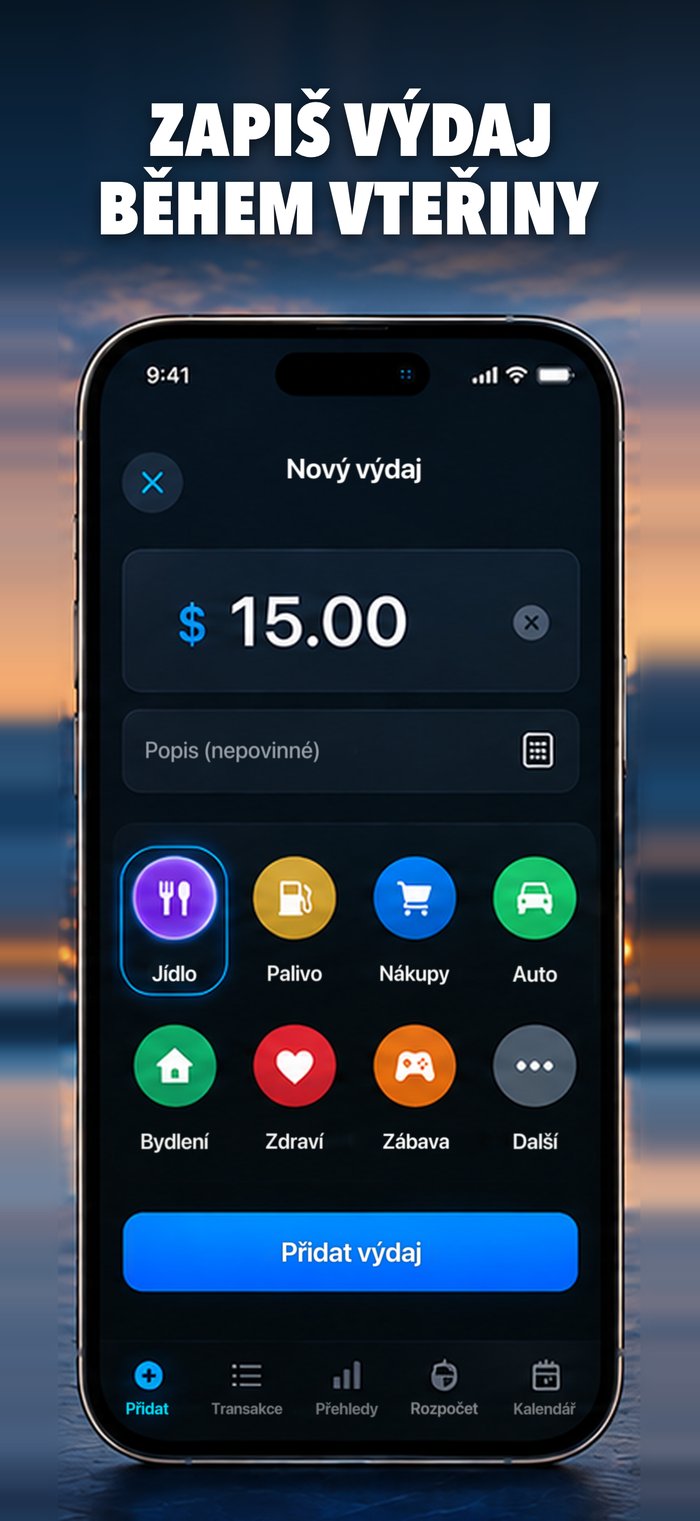 ZAPIŠ VÝDAJ
BĚHEM VTEŘINY
9:41
Nový výdaj
$ 15.00
Popis (nepovinné)
Jídlo Palivo Nákupy Auto
Bydlení Zdraví Zábava Další
Přidat výdaj
Přidat Transakce Přehledy Rozpočet Kalendář